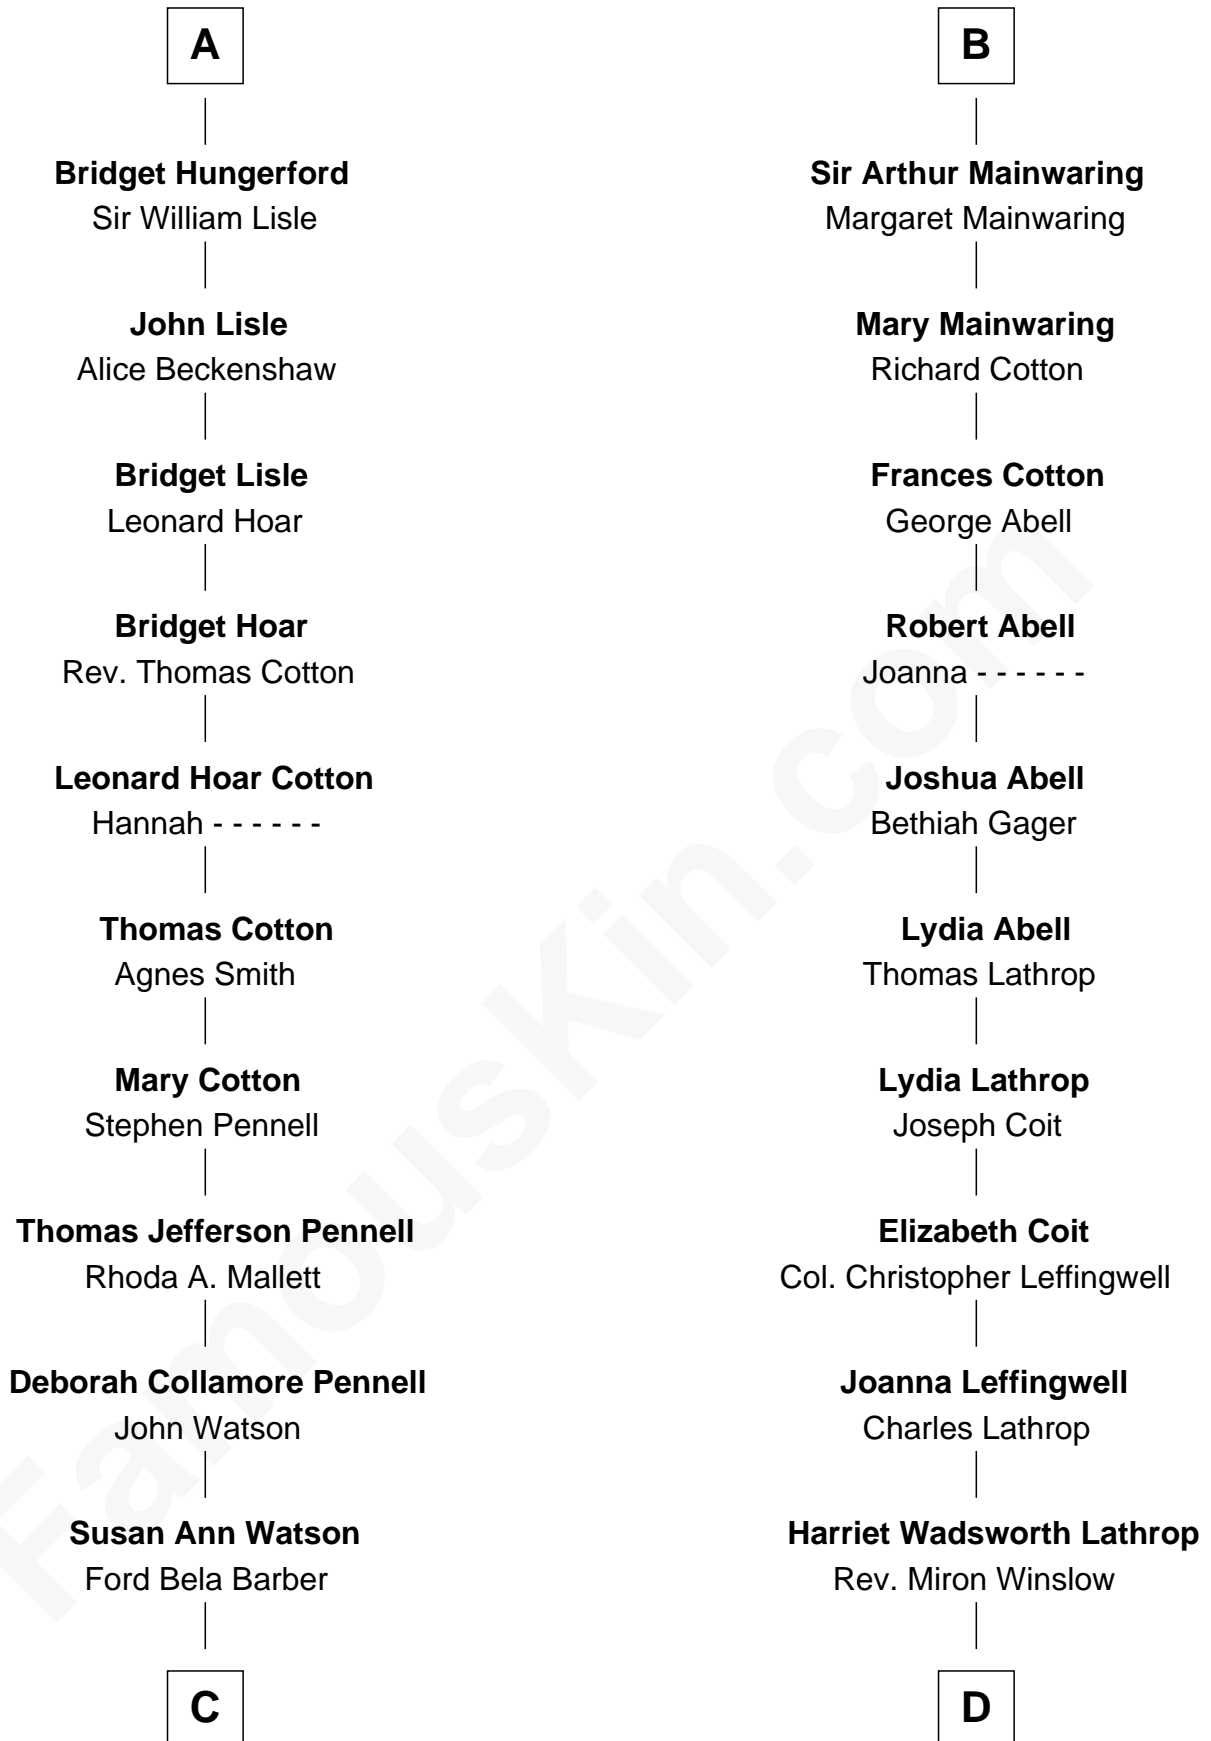 A
Bridget Hungerford
Sir William Lisle
John Lisle
Alice Beckenshaw
Bridget Lisle
Leonard Hoar
Bridget Hoar
Rev. Thomas Cotton
Leonard Hoar Cotton
Hannah - - - - - -
Thomas Cotton
Agnes Smith
Mary Cotton
Stephen Pennell
Thomas Jefferson Pennell
Rhoda A. Mallett
Deborah Collamore Pennell
John Watson
Susan Ann Watson
Ford Bela Barber
C
B
Sir Arthur Mainwaring
Margaret Mainwaring
Mary Mainwaring
Richard Cotton
Frances Cotton
George Abell
Robert Abell
Joanna - - - - - -
Joshua Abell
Bethiah Gager
Lydia Abell
Thomas Lathrop
Lydia Lathrop
Joseph Coit
Elizabeth Coit
Col. Christopher Leffingwell
Joanna Leffingwell
Charles Lathrop
Harriet Wadsworth Lathrop
Rev. Miron Winslow
D
FamousKin.com